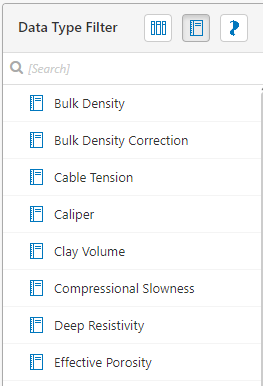 Data Type Filter
[Search]
Bulk Density
Bulk Density Correction
Cable Tension
Caliper
Clay Volume
Compressional Slowness
Deep Resistivity
Effective Porosity